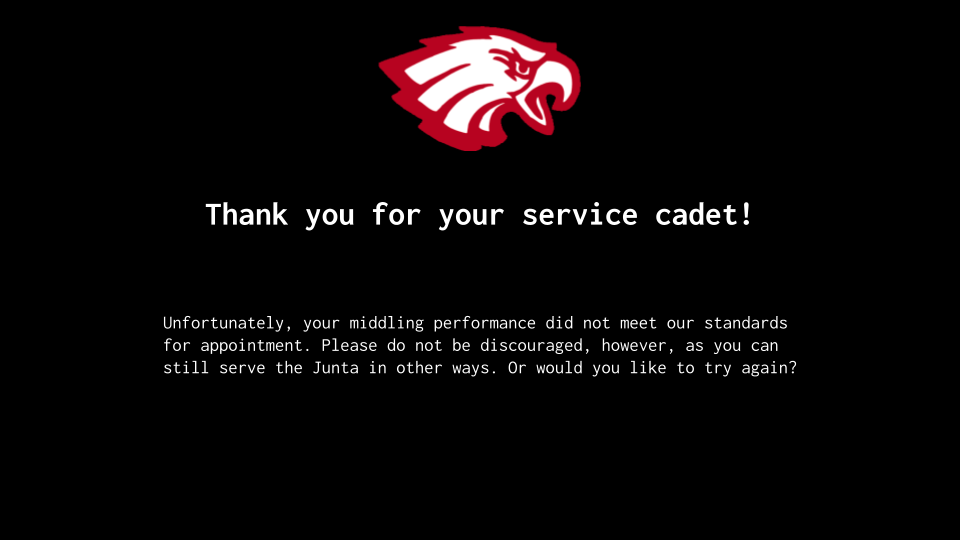 Thank you for your service cadet!
Unfortunately, your middling performance did not meet our standards
for appointment. Please do not be discouraged, however, as you can
still serve the Junta in other ways. Or would you like to try again?